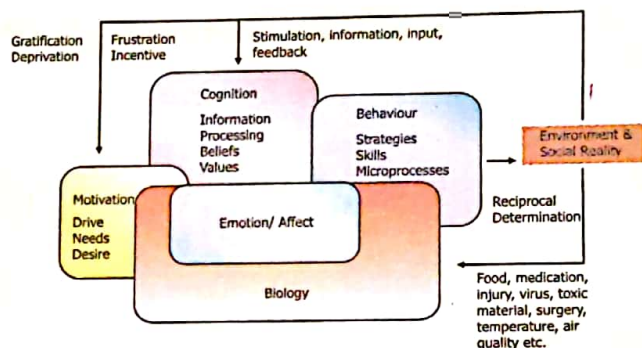 Gratification
Deprivation
Frustration
Incentive
Stimulation, information, input,
feedback
Cognition
Information
Processing
Beliefs
Values
Behaviour
Strategies
Skills
Microprocesses
Environment &
Social Reality
Motivation
Drive
Needs
Desire
Emotion/ Affect
Reciprocal
Determination
Biology
Food, medication,
injury, virus, toxic
material, surgery,
temperature, air
quality etc.